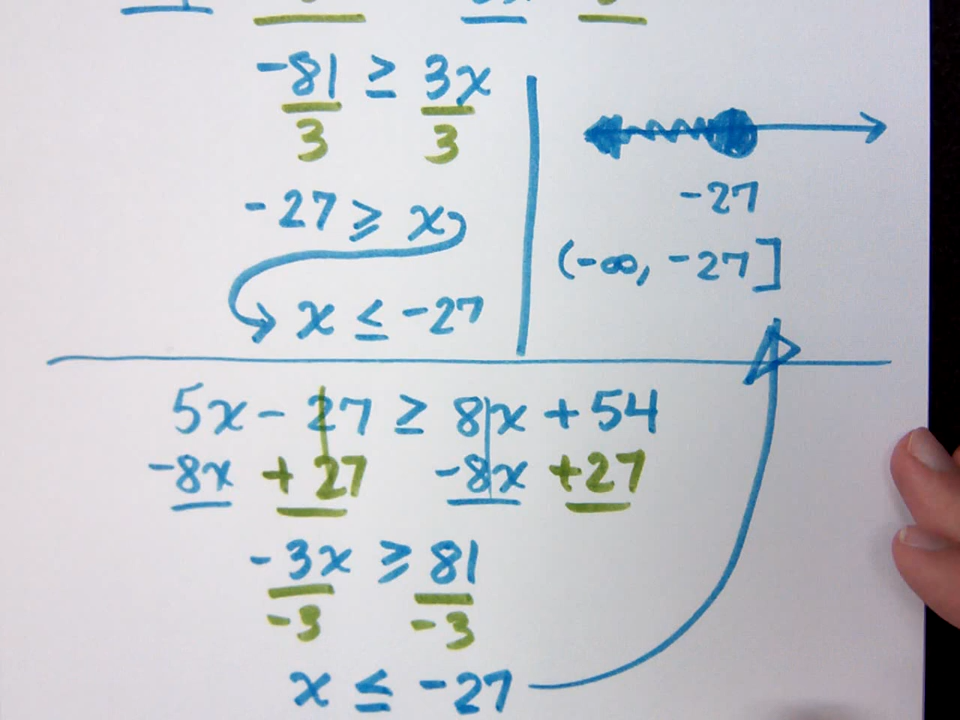 -81 ≥ 3x
3 3
-27 ≥ x
x ≤ -27
-27
(-∞, -27]
5x - 27 ≥ 8x + 54
-8x + 27 -8x +27
-3x ≥ 81
-3 -3
x ≤ -27